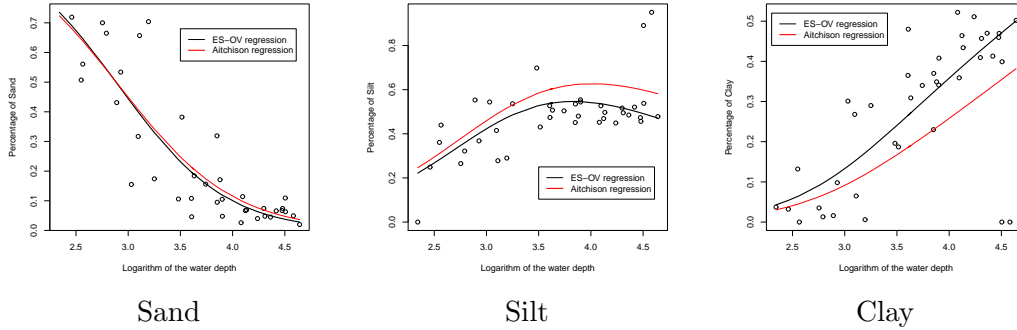 Percentage of Sand
0.7
0.6
0.5
0.4
0.3
0.2
0.1
0.0
ES−OV regression
Aitchison regression
2.5 3.0 3.5 4.0 4.5
Logarithm of the water depth
Sand
Percentage of Silt
0.8
0.6
0.4
0.2
0.0
ES−OV regression
Aitchison regression
2.5 3.0 3.5 4.0 4.5
Logarithm of the water depth
Silt
Percentage of Clay
0.5
0.4
0.3
0.2
0.1
0.0
ES−OV regression
Aitchison regression
2.5 3.0 3.5 4.0 4.5
Logarithm of the water depth
Clay